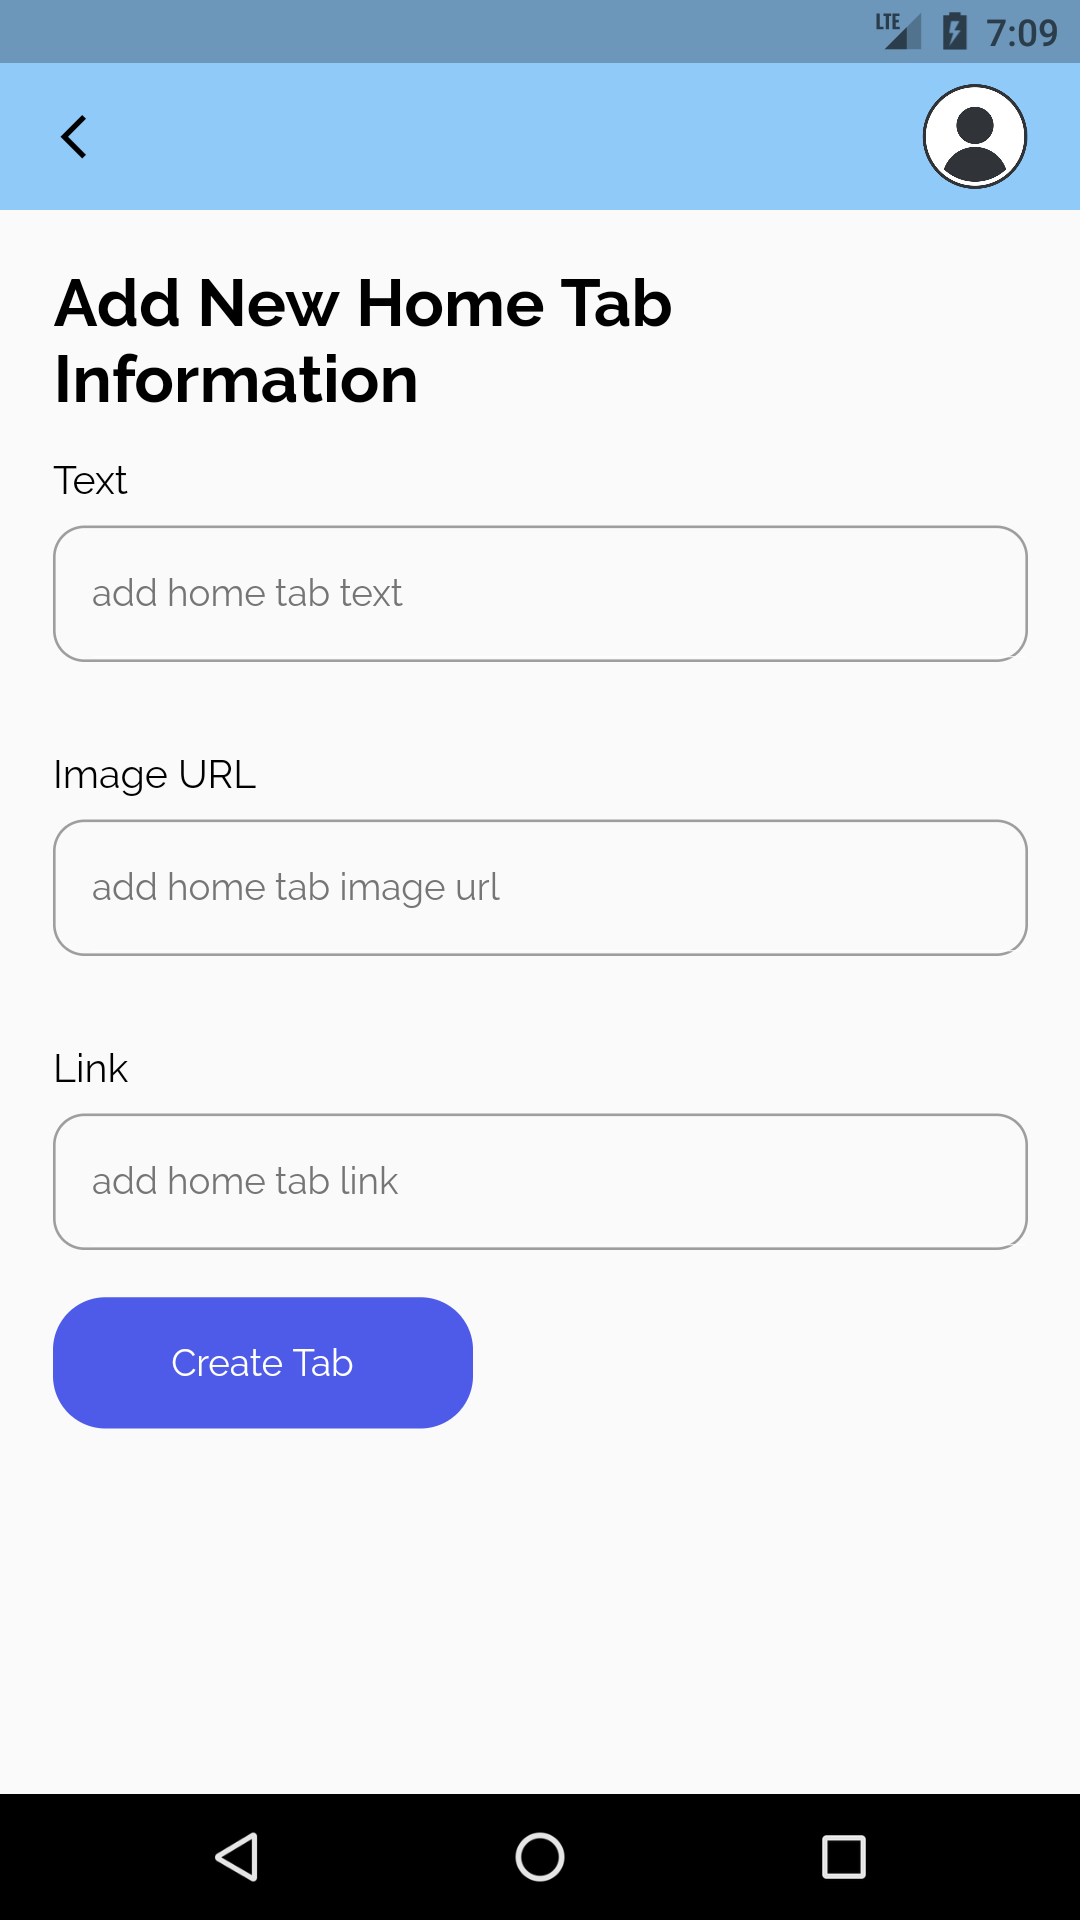 LTE 7:09
Add New Home Tab
Information
Text
add home tab text
Image URL
add home tab image url
Link
add home tab link
Create Tab